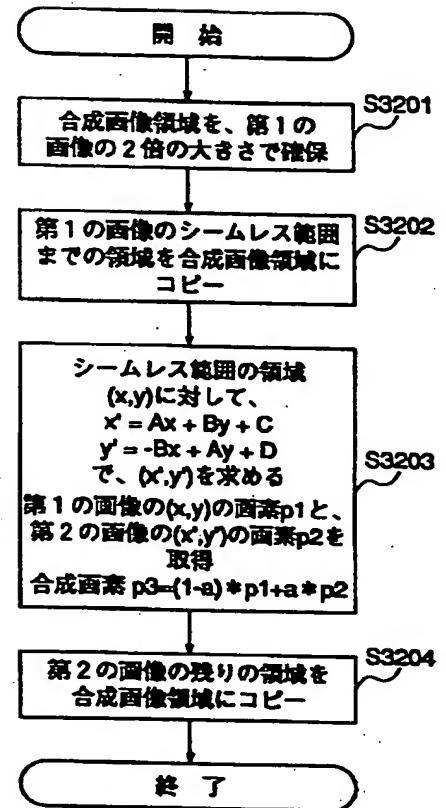 開 始
S3201
合成画像領域を、第1の
画像の2倍の大きさで確保
S3202
第1の画像のシームレス範囲
までの領域を合成画像領域に
コピー
S3203
シームレス範囲の領域
(x,y)に対して、
x' = Ax + By + C
y' = -Bx + Ay + D
で、(x',y')を求める
第1の画像の(x,y)の画素p1と、
第2の画像の(x',y')の画素p2を
取得
合成画素 p3=(1-a)*p1+a*p2
S3204
第2の画像の残りの領域を
合成画像領域にコピー
終 了